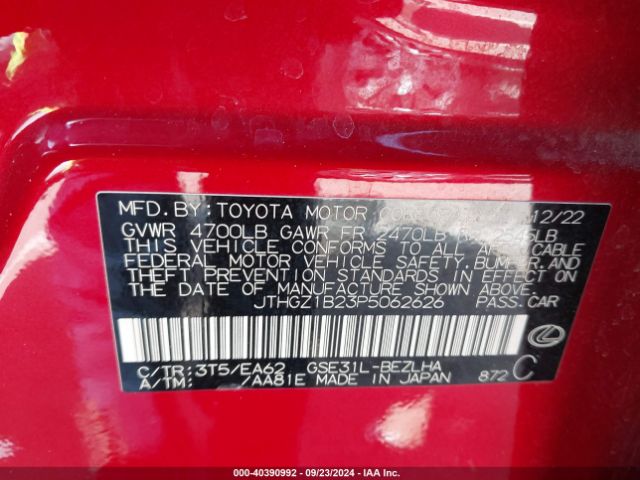 MFD.BY: TOYOTA MOTOR 12/22
GVWR 4700LB GAWR FR 2470LB
THIS VEHICLE CONFORMS TO ALL APPLICABLE
FEDERAL MOTOR VEHICLE SAFETY, BUMPER, AND
THEFT PREVENTION STANDARDS IN EFFECT ON
THE DATE OF MANUFACTURE SHOWN ABOVE.
JTHGZ1B23P5062626 PASS.CAR
C/TR: 3T5/EA62 GSE31L-BEZLHA C
A/TM: /AA81E MADE IN JAPAN 872
000-40390992 • 09/23/2024 • IAA Inc.